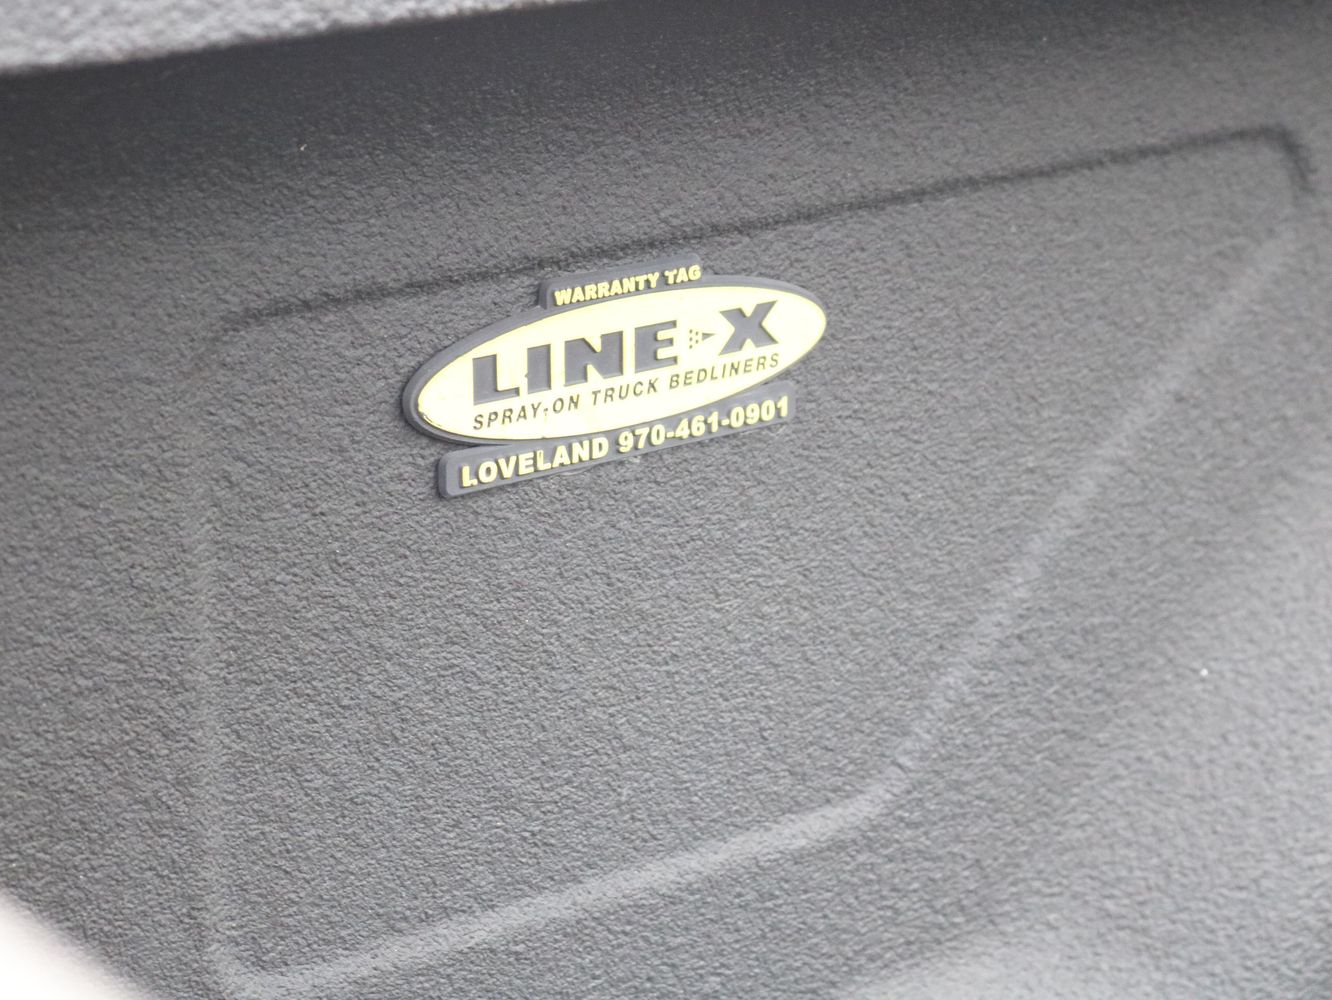 WARRANTY TAG
LINE-X
SPRAY-ON TRUCK BEDLINERS
LOVELAND 970-461-0901